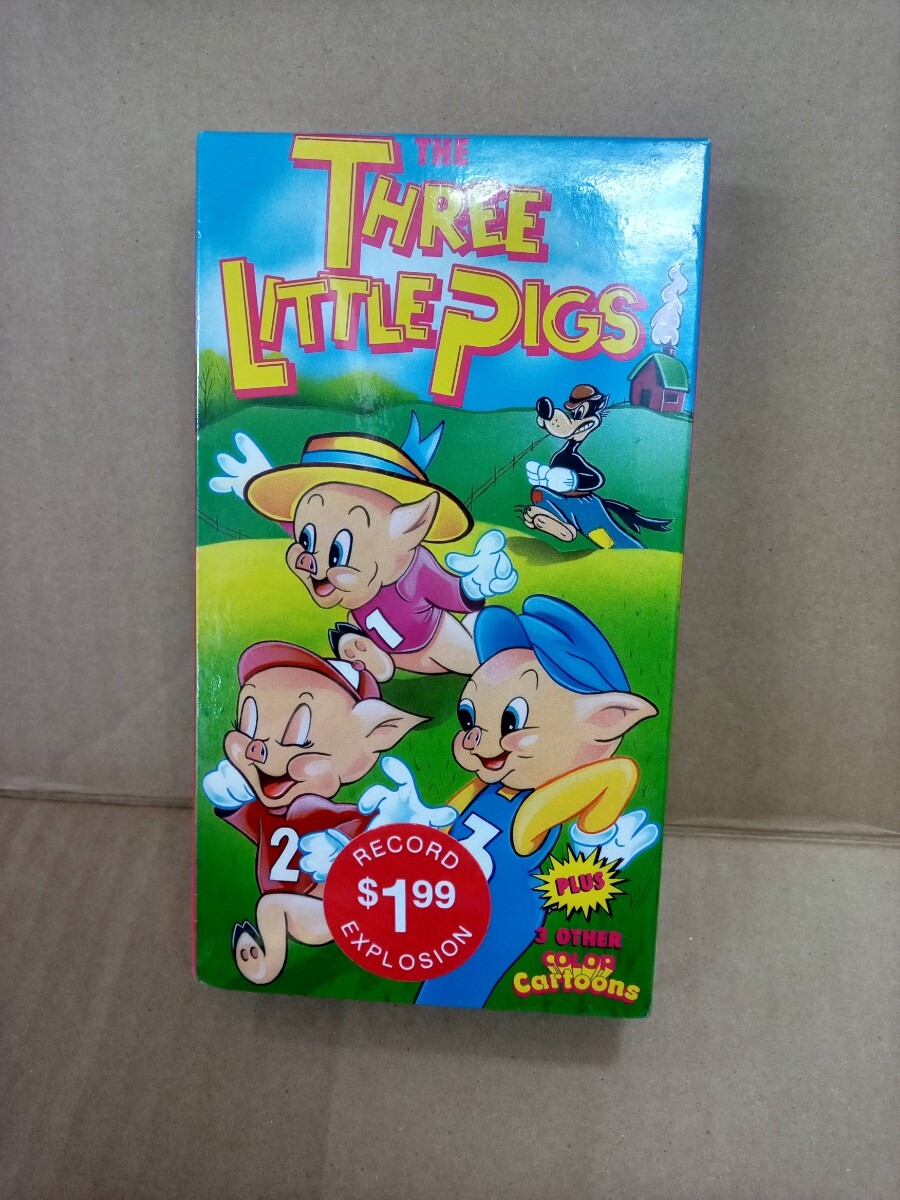 THE
THREE
LITTLE PIGS
1
2
3
RECORD
$1.99
EXPLOSION
PLUS
3 OTHER
COLOR
Cartoons